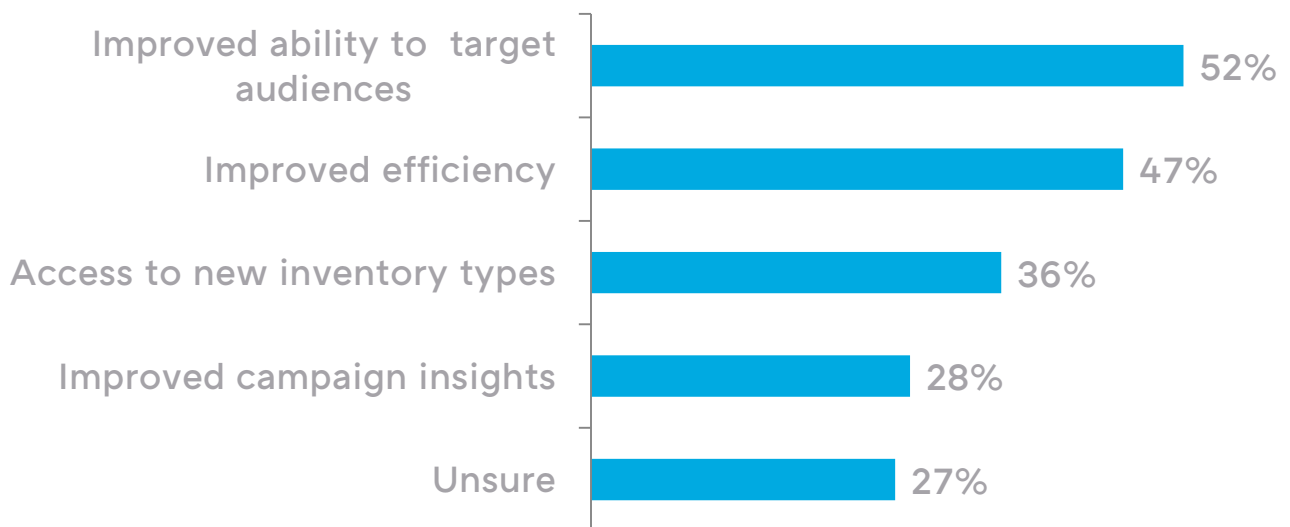 Improved ability to  target
audiences
52%
Improved efficiency
47%
Access to new inventory types
36%
Improved campaign insights
28%
Unsure
27%